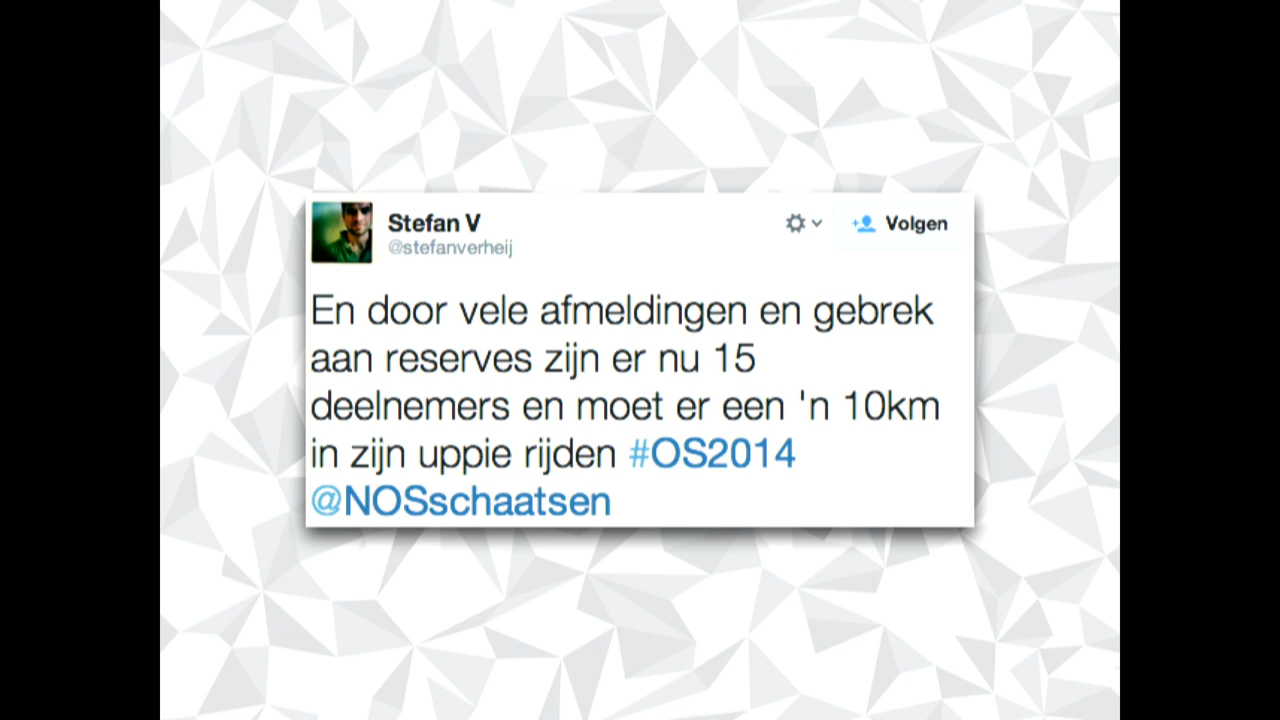 Stefan V
@stefanverheij
Volgen
En door vele afmeldingen en gebrek
aan reserves zijn er nu 15
deelnemers en moet er een 'n 10km
in zijn uppie rijden #OS2014
@NOSschaatsen